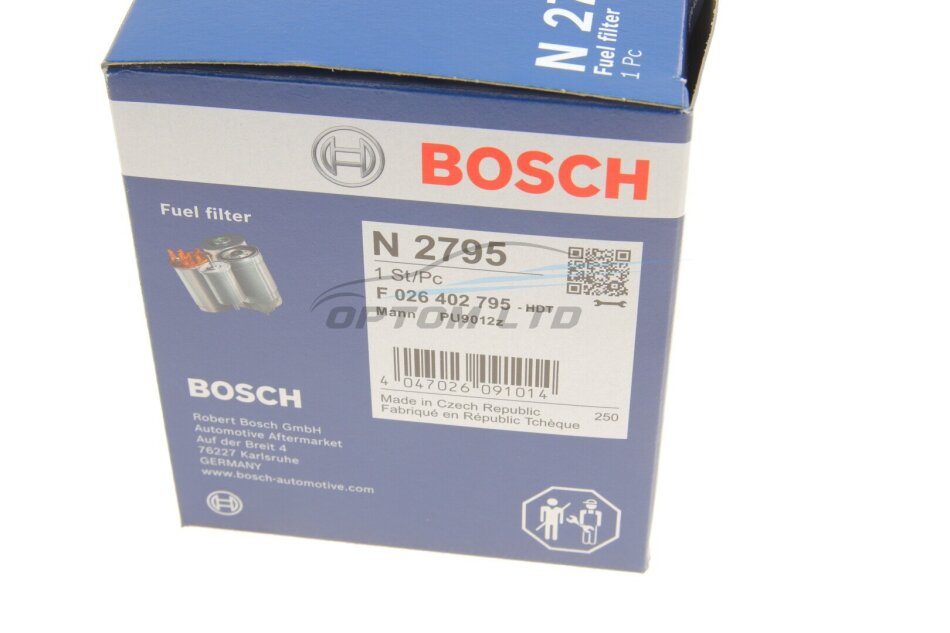 N 27
Fuel filter
1 Pc
BOSCH
Fuel filter
N 2795
1 St/Pc
F 026 402 795 - HDT
Mann PU9012z
OPTOM LTD
4 047026 091014
Made in Czech Republic
Fabriqué en République Tchèque
250
BOSCH
Robert Bosch GmbH
Automotive Aftermarket
Auf der Breit 4
76227 Karlsruhe
GERMANY
www.bosch-automotive.com